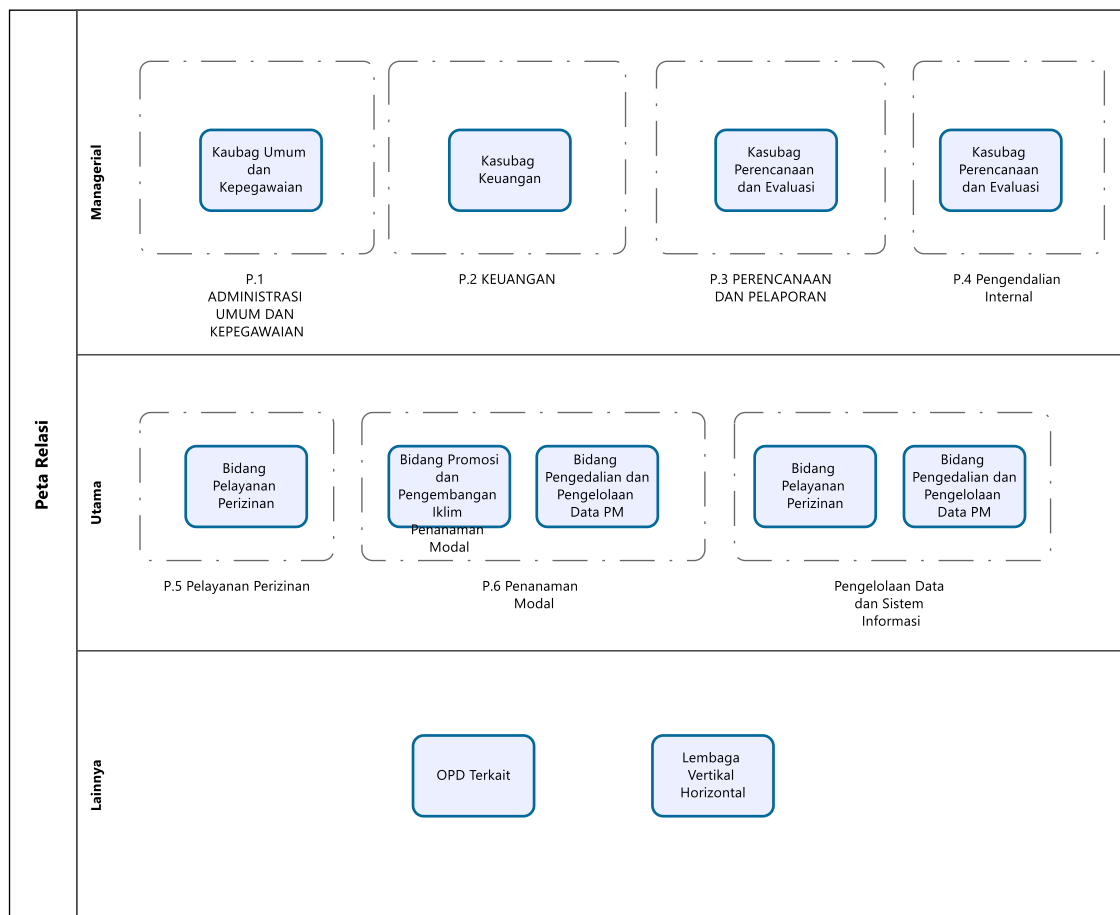 Peta Relasi
Managerial
Kaubag Umum
dan
Kepegawaian
P.1
ADMINISTRASI
UMUM DAN
KEPEGAWAIAN
Kasubag
Keuangan
P.2 KEUANGAN
Kasubag
Perencanaan
dan Evaluasi
P.3 PERENCANAAN
DAN PELAPORAN
Kasubag
Perencanaan
dan Evaluasi
P.4 Pengendalian
Internal
Utama
Bidang
Pelayanan
Perizinan
P.5 Pelayanan Perizinan
Bidang Promosi
dan
Pengembangan
Iklim
Penanaman
Modal
Bidang
Pengedalian dan
Pengelolaan
Data PM
P.6 Penanaman
Modal
Bidang
Pelayanan
Perizinan
Bidang
Pengedalian dan
Pengelolaan
Data PM
Pengelolaan Data
dan Sistem
Informasi
Lainnya
OPD Terkait
Lembaga
Vertikal
Horizontal